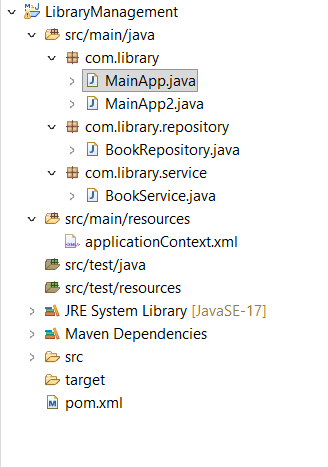 LibraryManagement
src/main/java
com.library
MainApp.java
MainApp2.java
com.library.repository
BookRepository.java
com.library.service
BookService.java
src/main/resources
applicationContext.xml
src/test/java
src/test/resources
JRE System Library [JavaSE-17]
Maven Dependencies
src
target
pom.xml